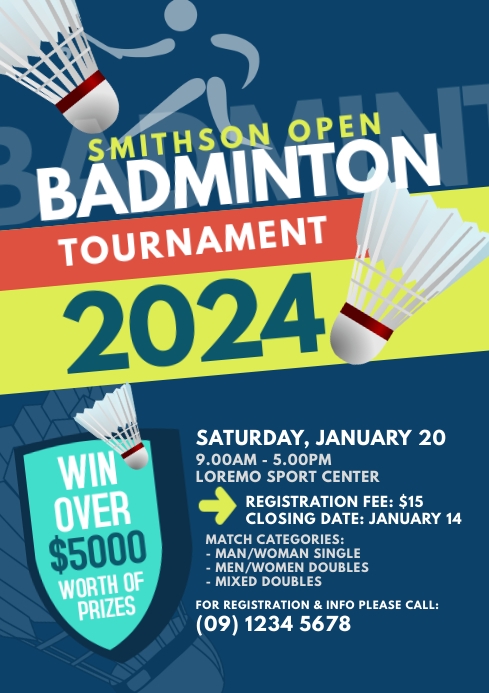 BADMINT
SMITHSON OPEN
BADMINTON
TOURNAMENT
2024
WIN
OVER
$5000
WORTH OF
PRIZES
SATURDAY, JANUARY 20
9.00AM - 5.00PM
LOREMO SPORT CENTER
REGISTRATION FEE: $15
CLOSING DATE: JANUARY 14
MATCH CATEGORIES:
- MAN/WOMAN SINGLE
- MEN/WOMEN DOUBLES
- MIXED DOUBLES
FOR REGISTRATION & INFO PLEASE CALL:
(09) 1234 5678